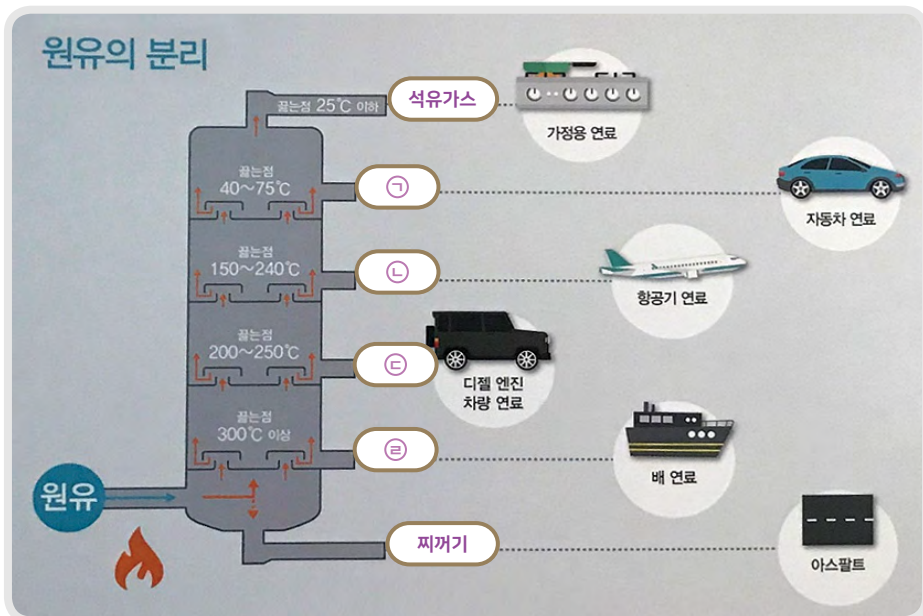 원유의 분리
끓는점 25℃ 이하
석유가스
가정용 연료
끓는점
40~75℃
㉠
자동차 연료
끓는점
150~240℃
㉡
항공기 연료
끓는점
200~250℃
㉢
디젤 엔진
차량 연료
끓는점
300℃ 이상
㉣
배 연료
원유
찌꺼기
아스팔트